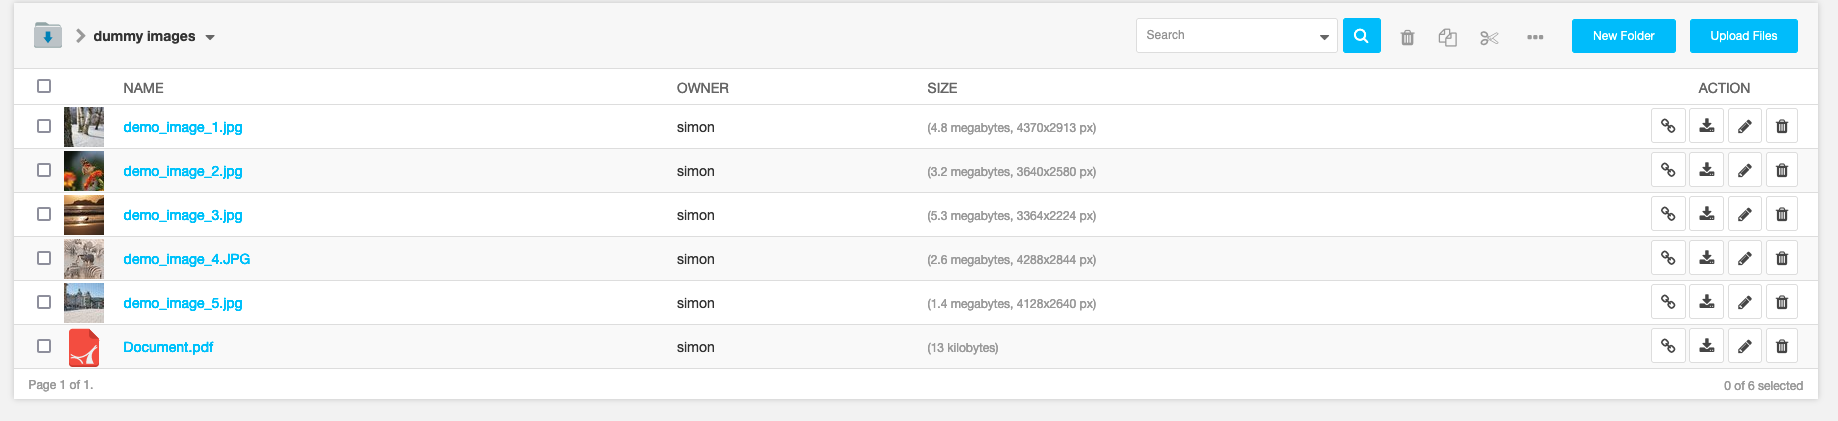 dummy images Search New Folder Upload Files
NAME OWNER SIZE ACTION
demo_image_1.jpg simon (4.8 megabytes, 4370x2913 px)
demo_image_2.jpg simon (3.2 megabytes, 3640x2580 px)
demo_image_3.jpg simon (5.3 megabytes, 3364x2224 px)
demo_image_4.JPG simon (2.6 megabytes, 4288x2844 px)
demo_image_5.jpg simon (1.4 megabytes, 4128x2640 px)
Document.pdf simon (13 kilobytes)
Page 1 of 1. 0 of 6 selected